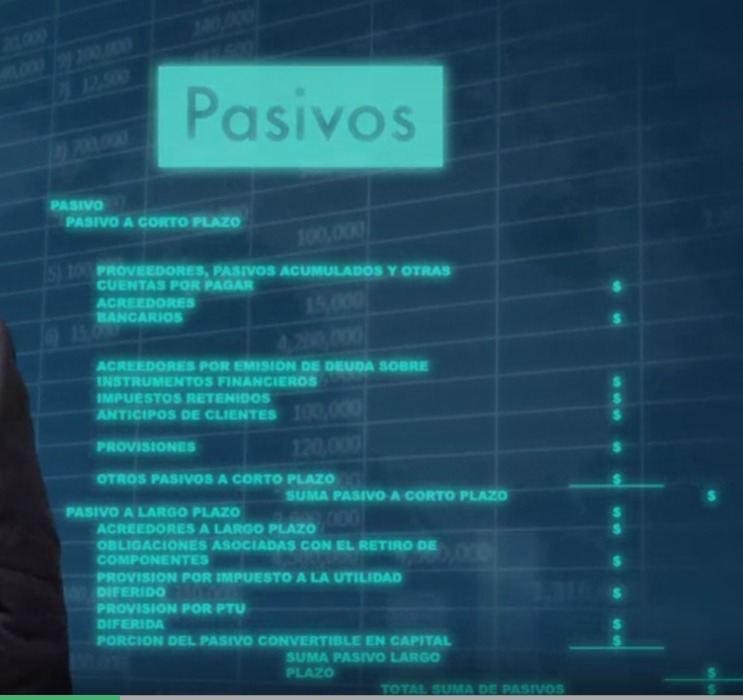 Pasivos
PASIVO
PASIVO A CORTO PLAZO
PROVEEDORES, PASIVOS ACUMULADOS Y OTRAS
CUENTAS POR PAGAR $
ACREEDORES
BANCARIOS $
ACREEDORES POR EMISIÓN DE DEUDA SOBRE
INSTRUMENTOS FINANCIEROS $
IMPUESTOS RETENIDOS $
ANTICIPOS DE CLIENTES $
PROVISIONES $
OTROS PASIVOS A CORTO PLAZO $
SUMA PASIVO A CORTO PLAZO $
PASIVO A LARGO PLAZO $
ACREEDORES A LARGO PLAZO $
OBLIGACIONES ASOCIADAS CON EL RETIRO DE
COMPONENTES $
PROVISION POR IMPUESTO A LA UTILIDAD
DIFERIDO $
PROVISION POR PTU
DIFERIDA $
PORCION DEL PASIVO CONVERTIBLE EN CAPITAL $
SUMA PASIVO LARGO
PLAZO $
TOTAL SUMA DE PASIVOS $